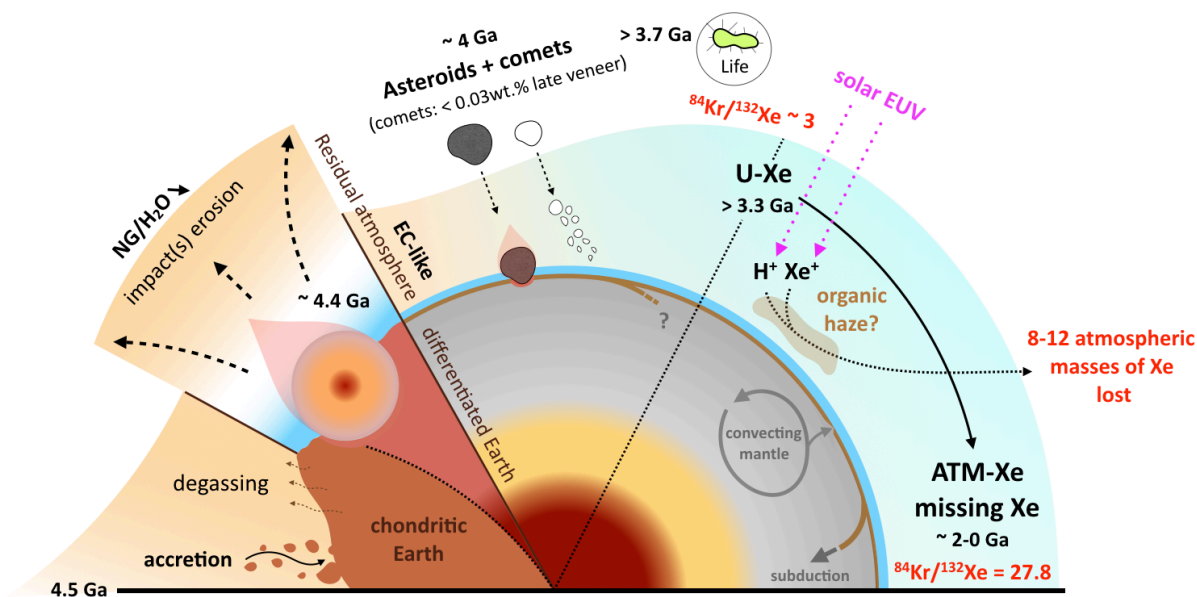 ~ 4 Ga
Asteroids + comets
(comets: < 0.03wt.% late veneer)
> 3.7 Ga
Life
solar EUV
⁸⁴Kr/¹³²Xe ~ 3
U-Xe
> 3.3 Ga
NG/H₂O
impact(s) erosion
Residual atmosphere
EC-like
~ 4.4 Ga
differentiated Earth
?
H⁺ Xe⁺
organic
haze?
8-12 atmospheric
masses of Xe
lost
convecting
mantle
degassing
chondritic
Earth
accretion
4.5 Ga
subduction
ATM-Xe
missing Xe
~ 2-0 Ga
⁸⁴Kr/¹³²Xe = 27.8